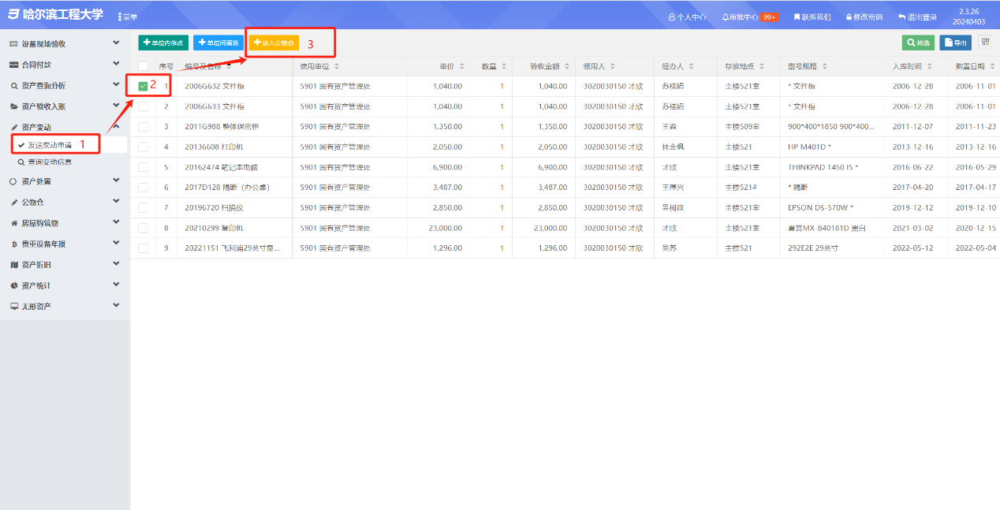 哈尔滨工程大学 菜单 个人中心 审批中心 99+ 联系我们 修改密码 退出登录 2.3.26
20240403
设备现场验收
合同付款
资产查询分析
资产验收入账
资产变动
发送变动申请 1
查询变动信息
资产处置
公物仓
房屋构筑物
贵重设备年报
资产折旧
资产统计
无形资产
单位内修改 单位间调拨 放入公物仓 3 筛选 导出
序号 编号及名称 使用单位 单价 数量 验收金额 领用人 经办人 存放地点 型号规格 入库时间 购置日期
2 1 2006G632 文件柜 5901 国有资产管理处 1,040.00 1 1,040.00 3020030150 才欣 苏桂娟 主楼521室 * 文件柜 2006-12-28 2006-11-01
2 2006G633 文件柜 5901 国有资产管理处 1,040.00 1 1,040.00 3020030150 才欣 苏桂娟 主楼521室 * 文件柜 2006-12-28 2006-11-01
3 2011G988 整体保密柜 5901 国有资产管理处 1,350.00 1 1,350.00 3020030150 才欣 王淼 主楼509室 900*400*1850 900*400... 2011-12-07 2011-11-23
4 20136608 打印机 5901 国有资产管理处 2,050.00 1 2,050.00 3020030150 才欣 林金枫 主楼521 HP M401D * 2013-12-16 2013-12-16
5 20162474 笔记本电脑 5901 国有资产管理处 6,900.00 1 6,900.00 3020030150 才欣 才欣 主楼521室 THINKPAD T450 I5 * 2016-06-22 2016-05-29
6 2017D128 隔断（办公桌） 5901 国有资产管理处 3,487.00 1 3,487.00 3020030150 才欣 王厚兴 主楼521# * 隔断 2017-04-20 2017-04-17
7 20196720 扫描仪 5901 国有资产管理处 2,850.00 1 2,850.00 3020030150 才欣 吴树政 主楼521室 EPSON DS-570W * 2019-12-12 2019-12-10
8 20210299 复印机 5901 国有资产管理处 23,000.00 1 23,000.00 3020030150 才欣 才欣 主楼521室 夏普MX-B40181D 黑白 2021-03-02 2020-12-15
9 20221151 飞利浦29英寸显... 5901 国有资产管理处 1,296.00 1 1,296.00 3020030150 才欣 吴苏 主楼521 292E2E 29英寸 2022-05-12 2022-05-04